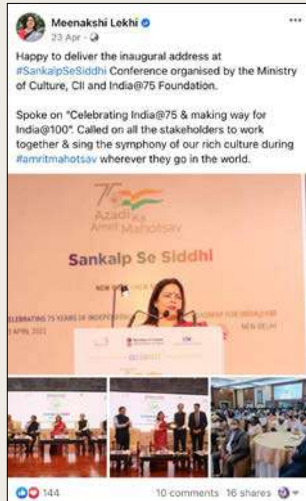 Meenakshi Lekhi
23 Apr
Happy to deliver the inaugural address at
#SankalpSeSiddhi Conference organised by the Ministry
of Culture, CII and India@75 Foundation.
Spoke on "Celebrating India@75 & making way for
India@100". Called on all the stakeholders to work
together & sing the symphony of our rich culture during
#amritmahotsav wherever they go in the world.
Azadi Ka
Amrit Mahotsav
Sankalp Se Siddhi
NEW
CELEBRATING 75 YEARS OF INDEPENDENCE
NEW DELHI
144
10 comments 16 shares